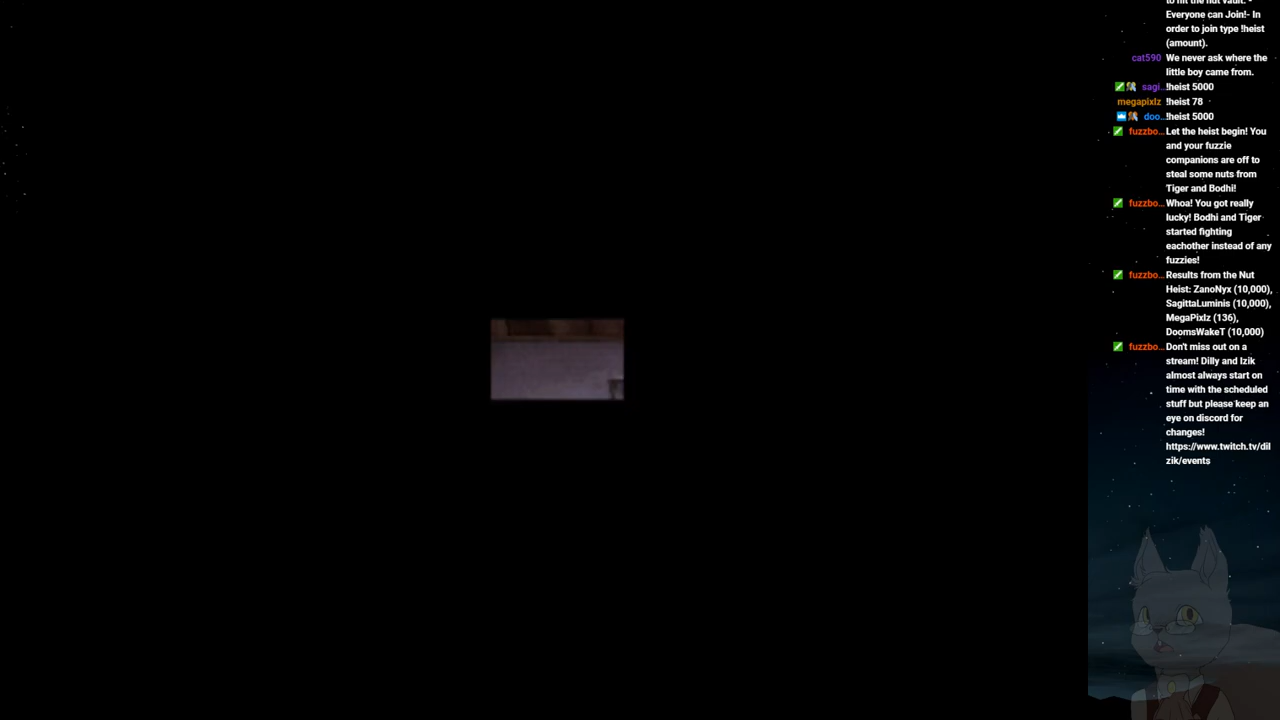 to hit the nut vault. -
Everyone can Join!- In
order to join type !heist
(amount).
cat590 We never ask where the
little boy came from.
sagi... !heist 5000
megapixlz !heist 78
doo... !heist 5000
fuzzbo... Let the heist begin! You
and your fuzzie
companions are off to
steal some nuts from
Tiger and Bodhi!
fuzzbo... Whoa! You got really
lucky! Bodhi and Tiger
started fighting
eachother instead of any
fuzzies!
fuzzbo... Results from the Nut
Heist: ZanoNyx (10,000),
SagittaLuminis (10,000),
MegaPixlz (136),
DoomsWakeT (10,000)
fuzzbo... Don't miss out on a
stream! Dilly and Izik
almost always start on
time with the scheduled
stuff but please keep an
eye on discord for
changes!
https://www.twitch.tv/dil
zik/events